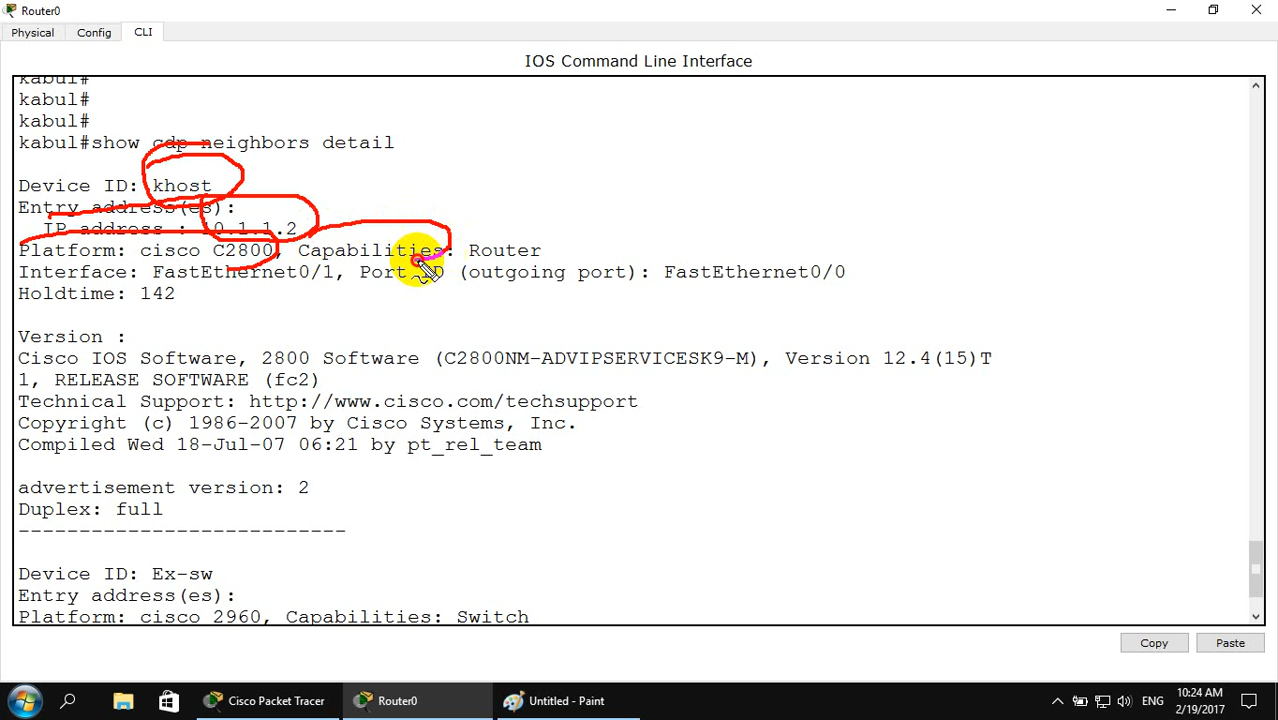 Router0
Physical Config CLI
IOS Command Line Interface
kabul#
kabul#
kabul#
kabul#show cdp neighbors detail
Device ID: khost
Entry address(es):
IP address : 10.1.1.2
Platform: cisco C2800, Capabilities: Router
Interface: FastEthernet0/1, Port ID (outgoing port): FastEthernet0/0
Holdtime: 142
Version :
Cisco IOS Software, 2800 Software (C2800NM-ADVIPSERVICESK9-M), Version 12.4(15)T
1, RELEASE SOFTWARE (fc2)
Technical Support: http://www.cisco.com/techsupport
Copyright (c) 1986-2007 by Cisco Systems, Inc.
Compiled Wed 18-Jul-07 06:21 by pt_rel_team
advertisement version: 2
Duplex: full
---------------------------
Device ID: Ex-sw
Entry address(es):
Platform: cisco 2960, Capabilities: Switch
Copy Paste
Cisco Packet Tracer Router0 Untitled - Paint ENG 10:24 AM
2/19/2017